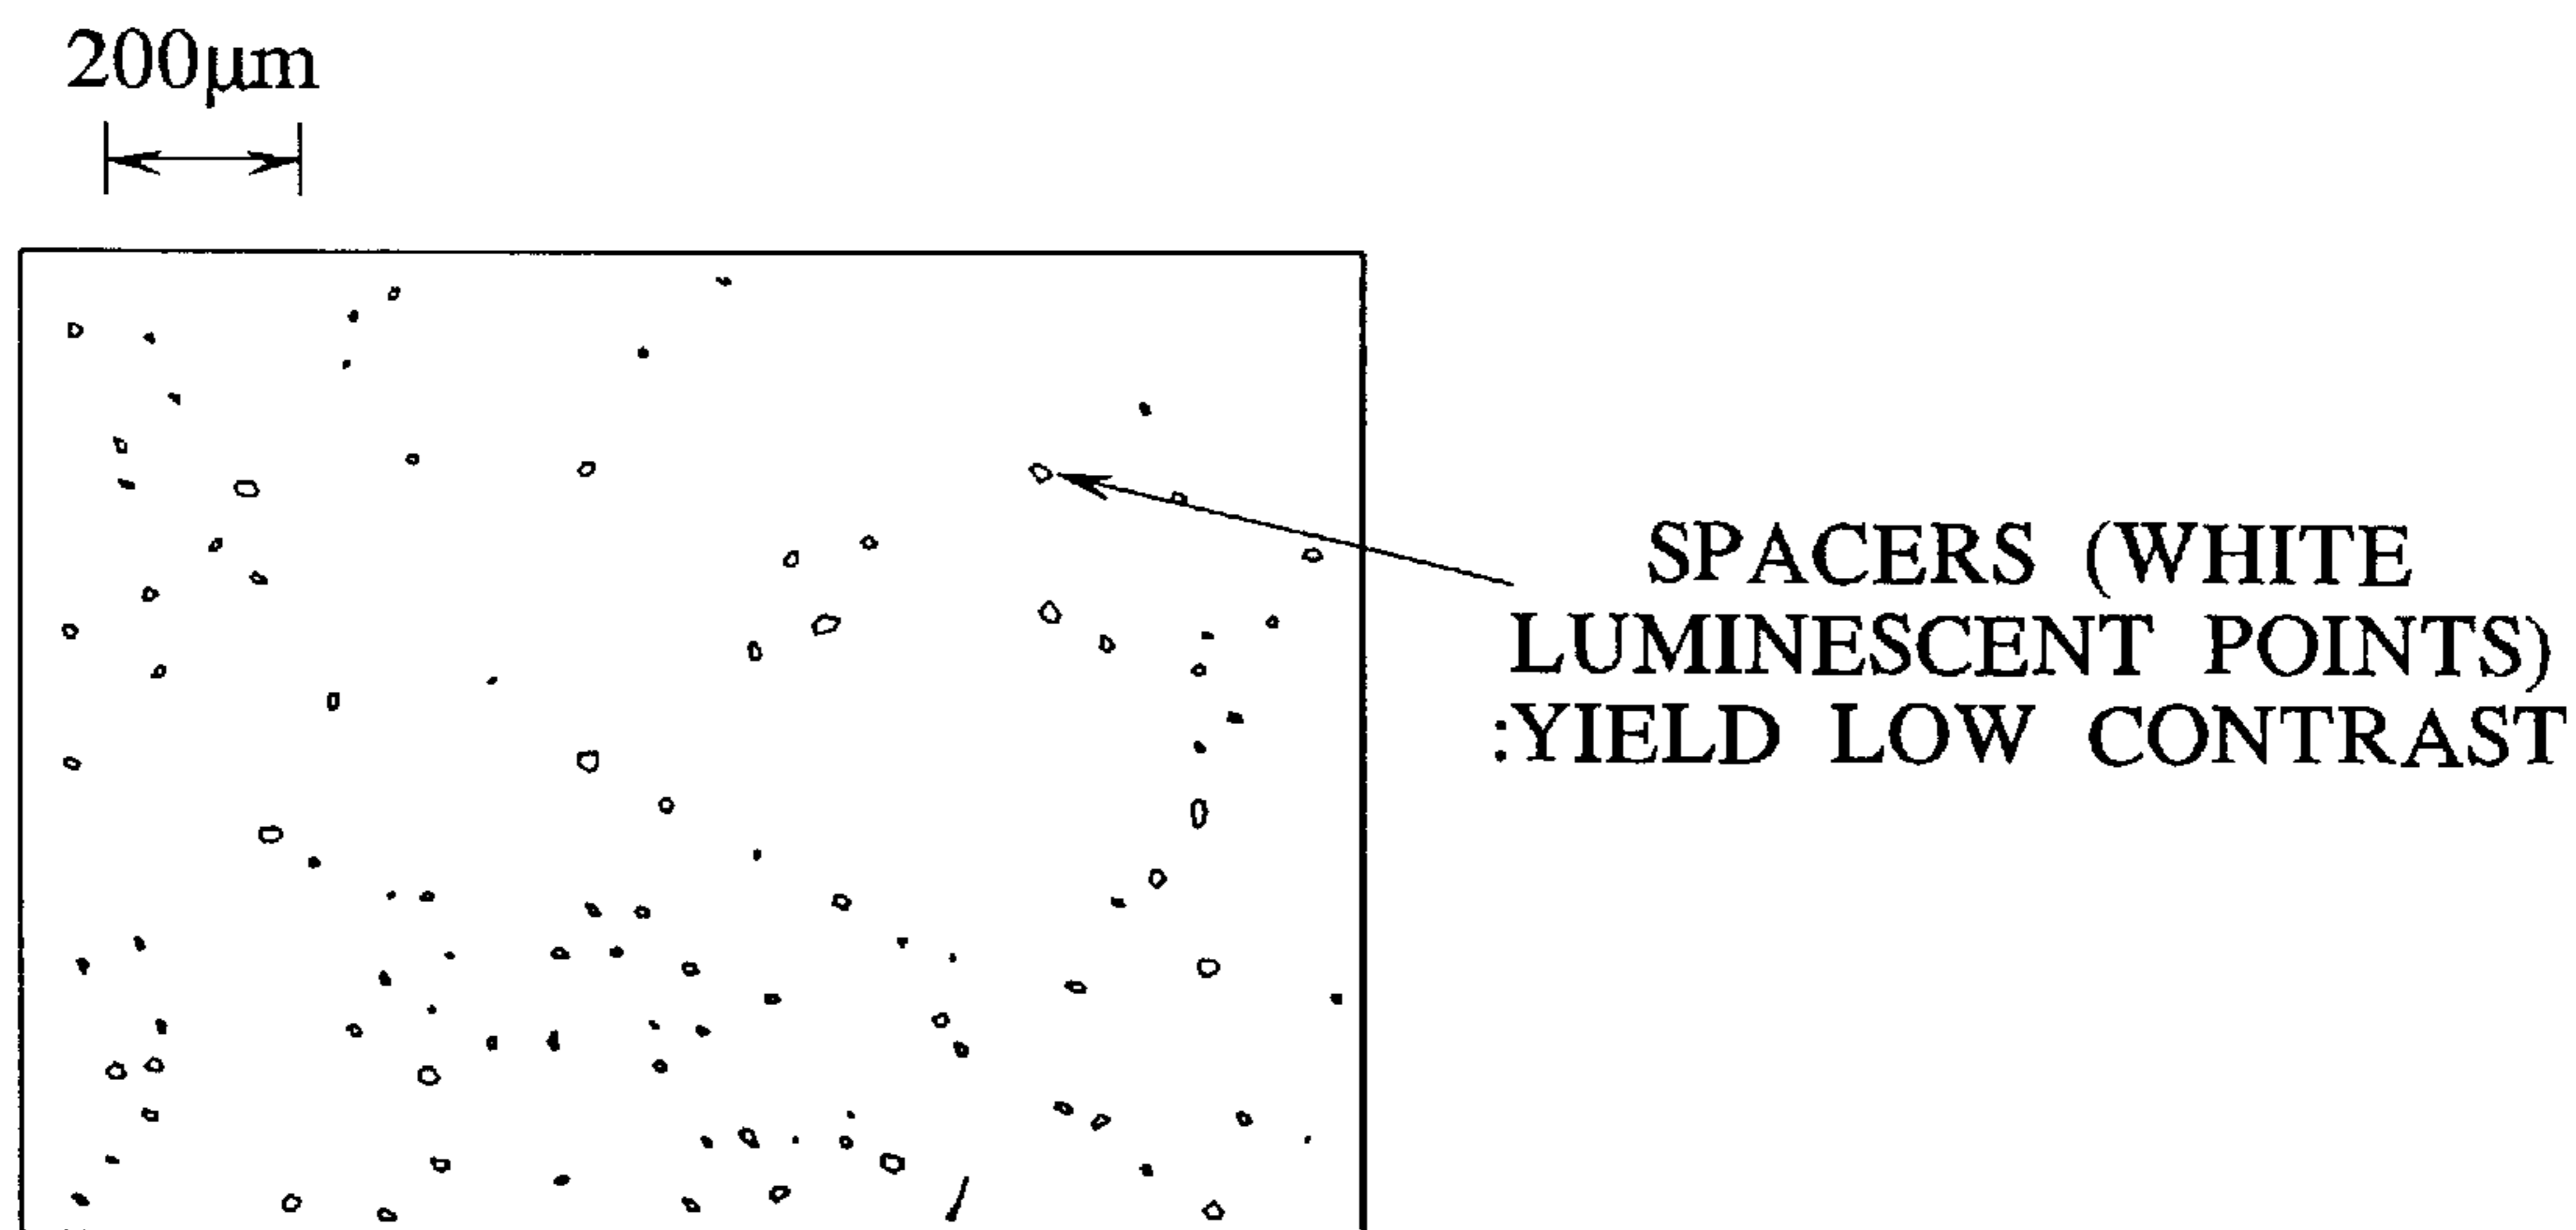 200μm
SPACERS (WHITE
LUMINESCENT POINTS)
:YIELD LOW CONTRAST